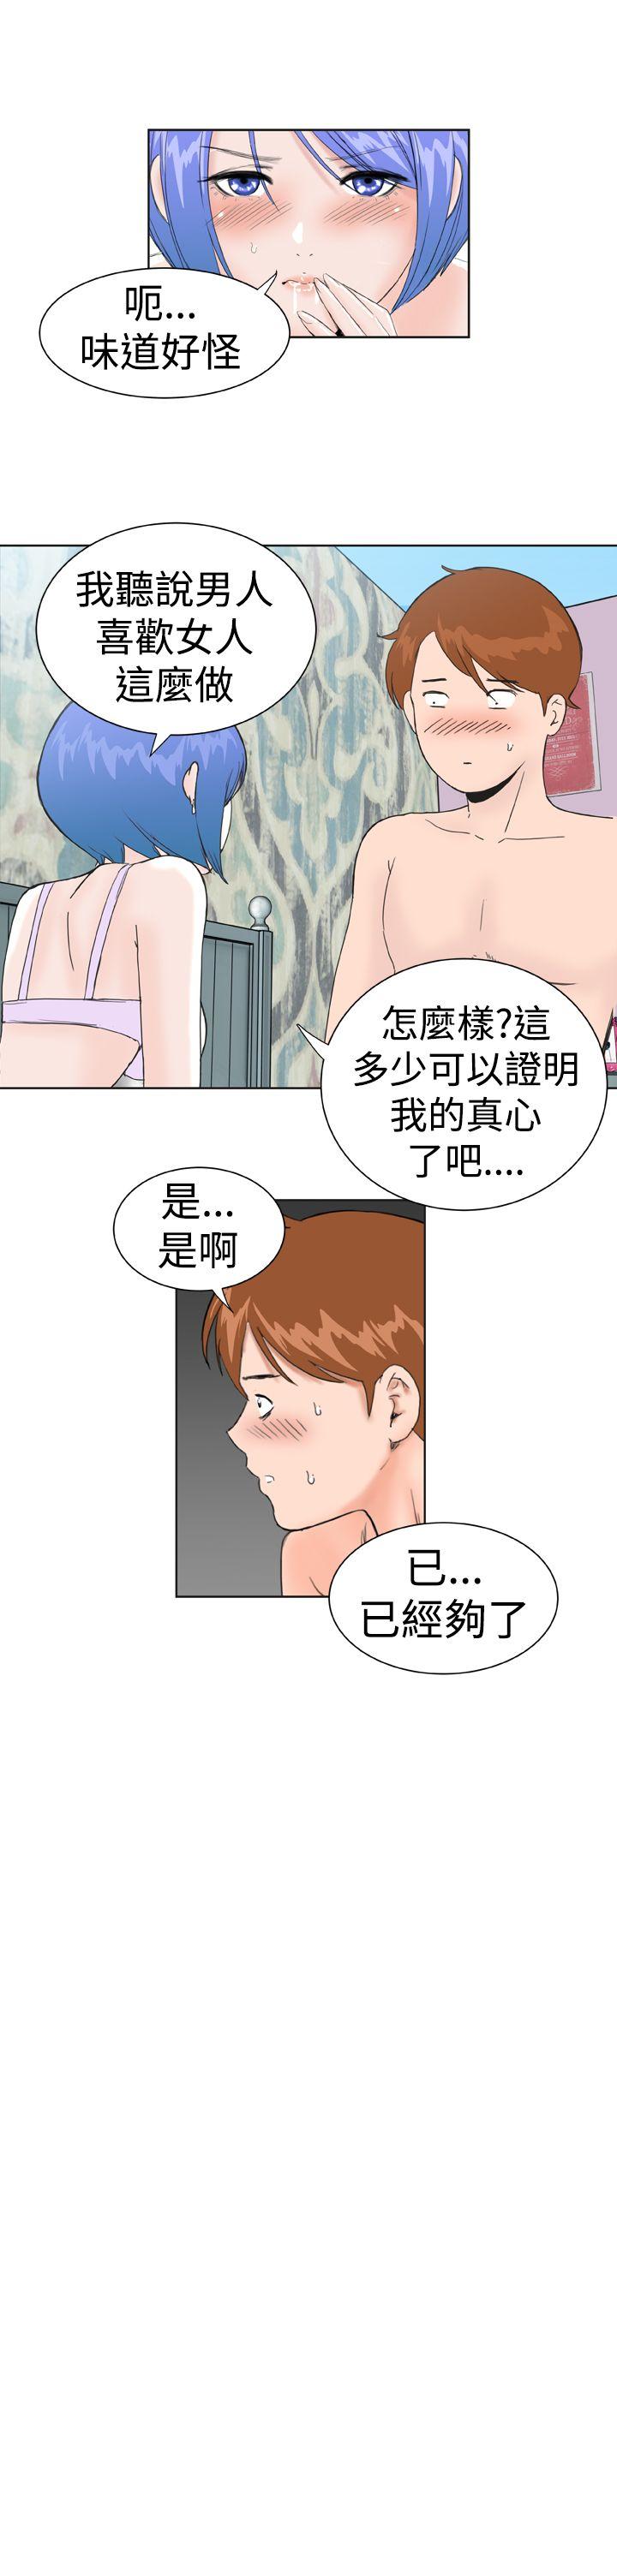 呃...
味道好怪
我聽說男人
喜歡女人
這麼做
怎麼樣?這
多少可以證明
我的真心
了吧....
是...
是啊
已...
已經夠了